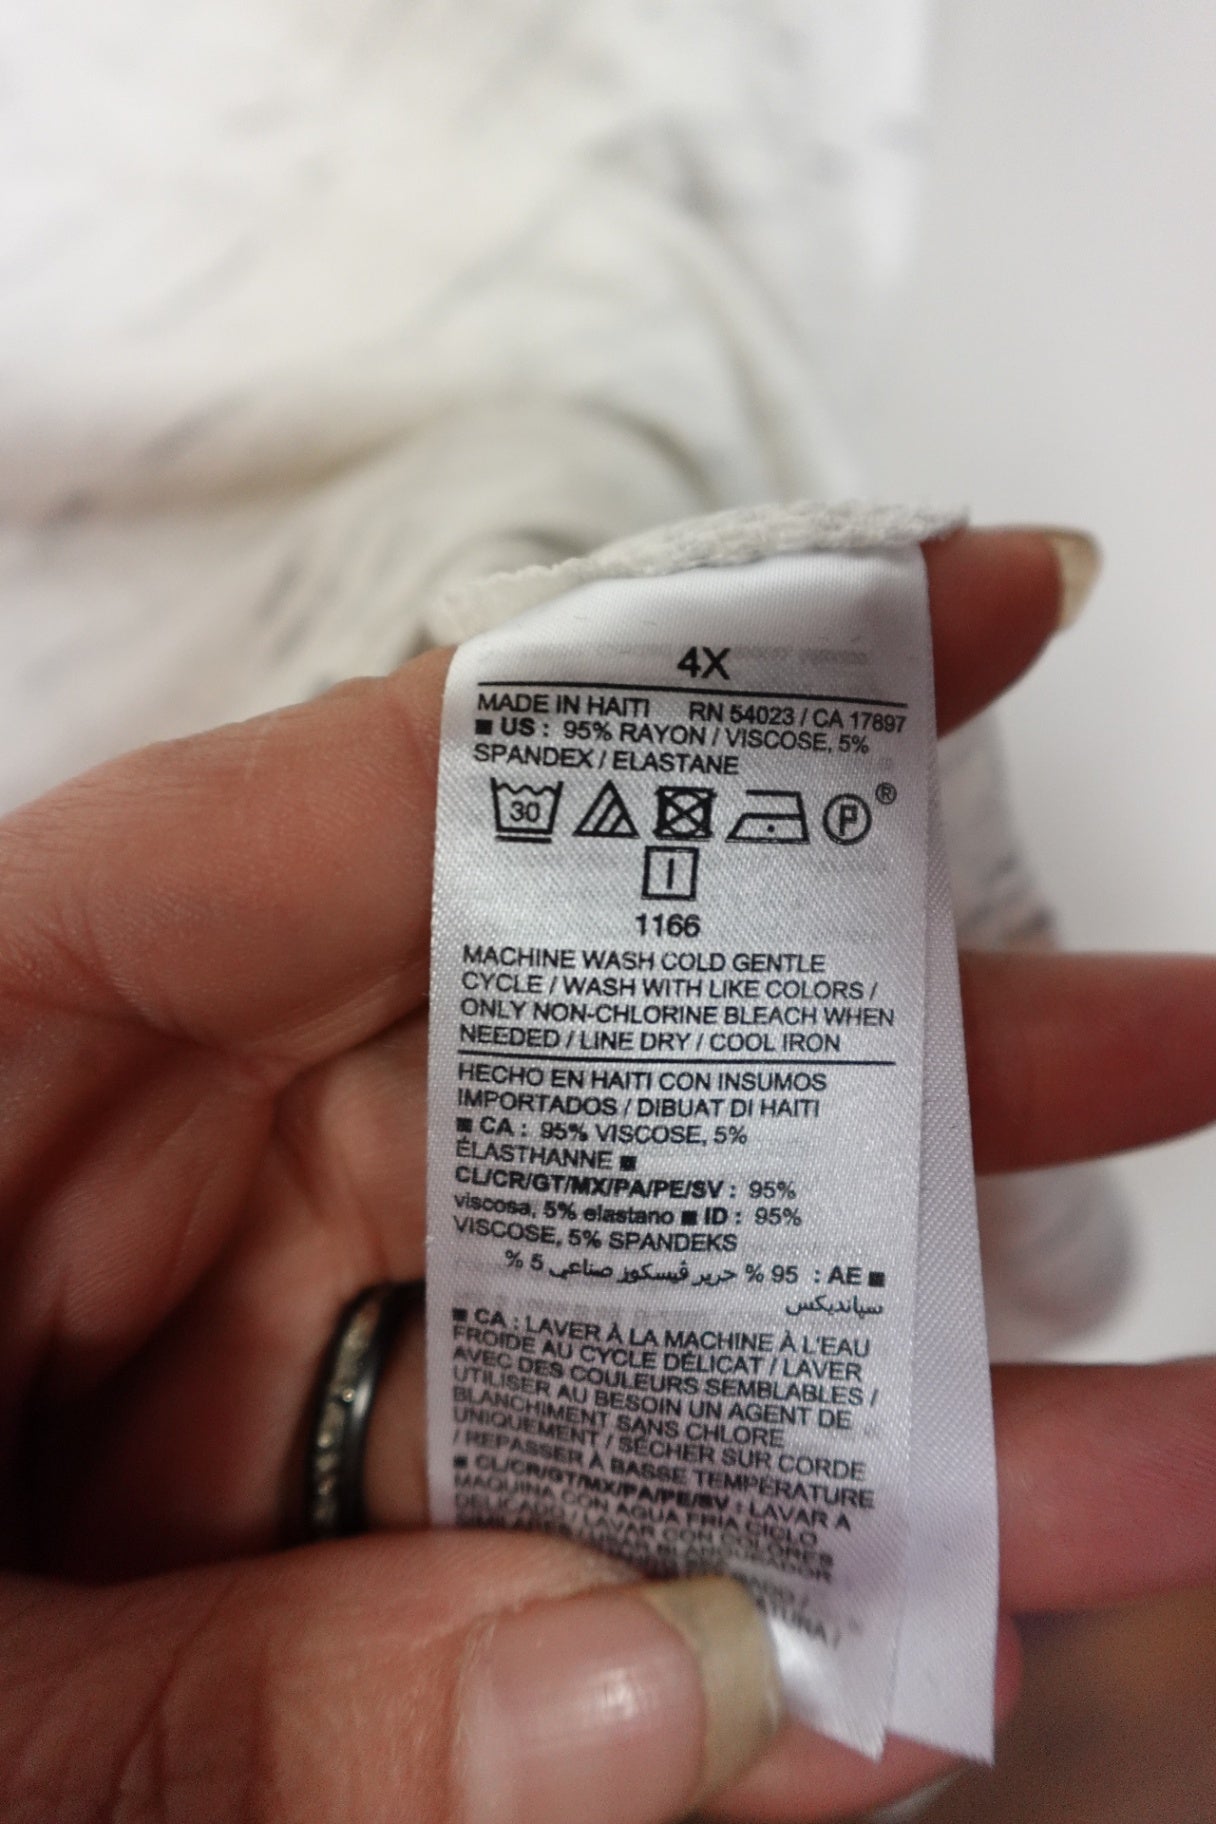 4X
MADE IN HAITI RN 54023 / CA 17897
■ US : 95% RAYON / VISCOSE, 5%
SPANDEX / ELASTANE
30 P ®
1166
MACHINE WASH COLD GENTLE
CYCLE / WASH WITH LIKE COLORS /
ONLY NON-CHLORINE BLEACH WHEN
NEEDED / LINE DRY / COOL IRON
HECHO EN HAITI CON INSUMOS
IMPORTADOS / DIBUAT DI HAITI
■ CA : 95% VISCOSE, 5%
ÉLASTHANNE ■
CL/CR/GT/MX/PA/PE/SV : 95%
viscosa, 5% elastano ■ ID : 95%
VISCOSE, 5% SPANDEKS
■ AE : 95 % حرير ڤيسكوز صناعي 5 %
سپانديكس
■ CA : LAVER À LA MACHINE À L'EAU
FROIDE AU CYCLE DÉLICAT / LAVER
AVEC DES COULEURS SEMBLABLES /
UTILISER AU BESOIN UN AGENT DE
BLANCHIMENT SANS CHLORE
UNIQUEMENT / SÉCHER SUR CORDE
/ REPASSER À BASSE TEMPÉRATURE
■ CL/CR/GT/MX/PA/PE/SV : LAVAR A
MAQUINA CON AGUA FRIA CICLO
DELICADO / LAVAR CON COLORES